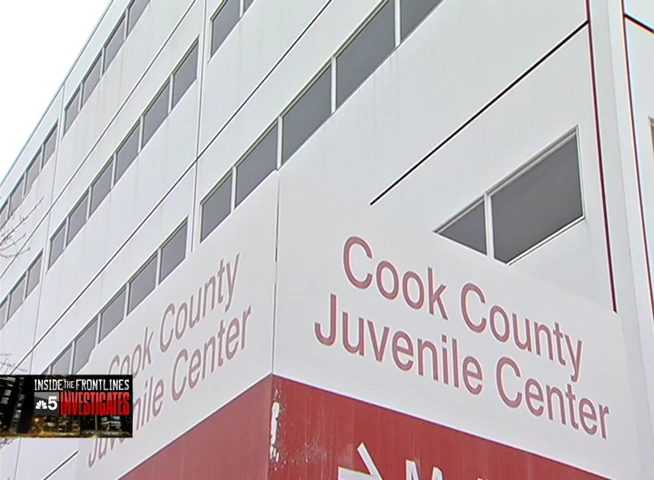 Cook County
Juvenile Center
Cook County
Juvenile Center
INSIDE THE FRONTLINES
5 INVESTIGATES